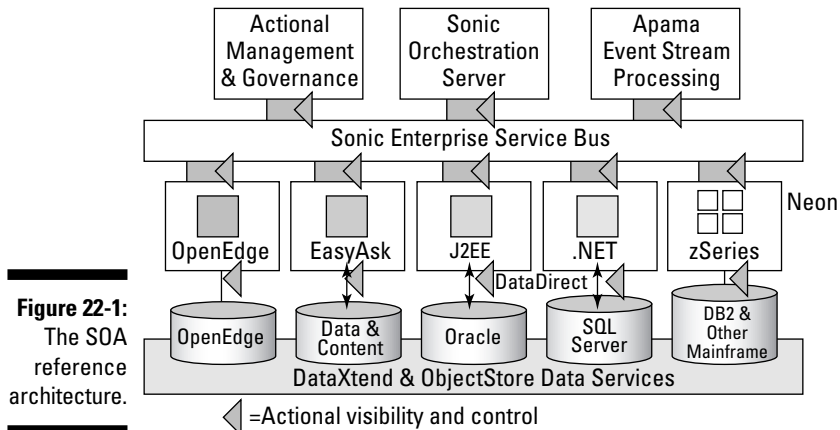 Actional
Management
& Governance
Sonic
Orchestration
Server
Apama
Event Stream
Processing
Sonic Enterprise Service Bus
OpenEdge
EasyAsk
J2EE
.NET
zSeries
Neon
DataDirect
OpenEdge
Data &
Content
Oracle
SQL
Server
DB2 &
Other
Mainframe
DataXtend & ObjectStore Data Services
=Actional visibility and control
Figure 22-1:
The SOA
reference
architecture.